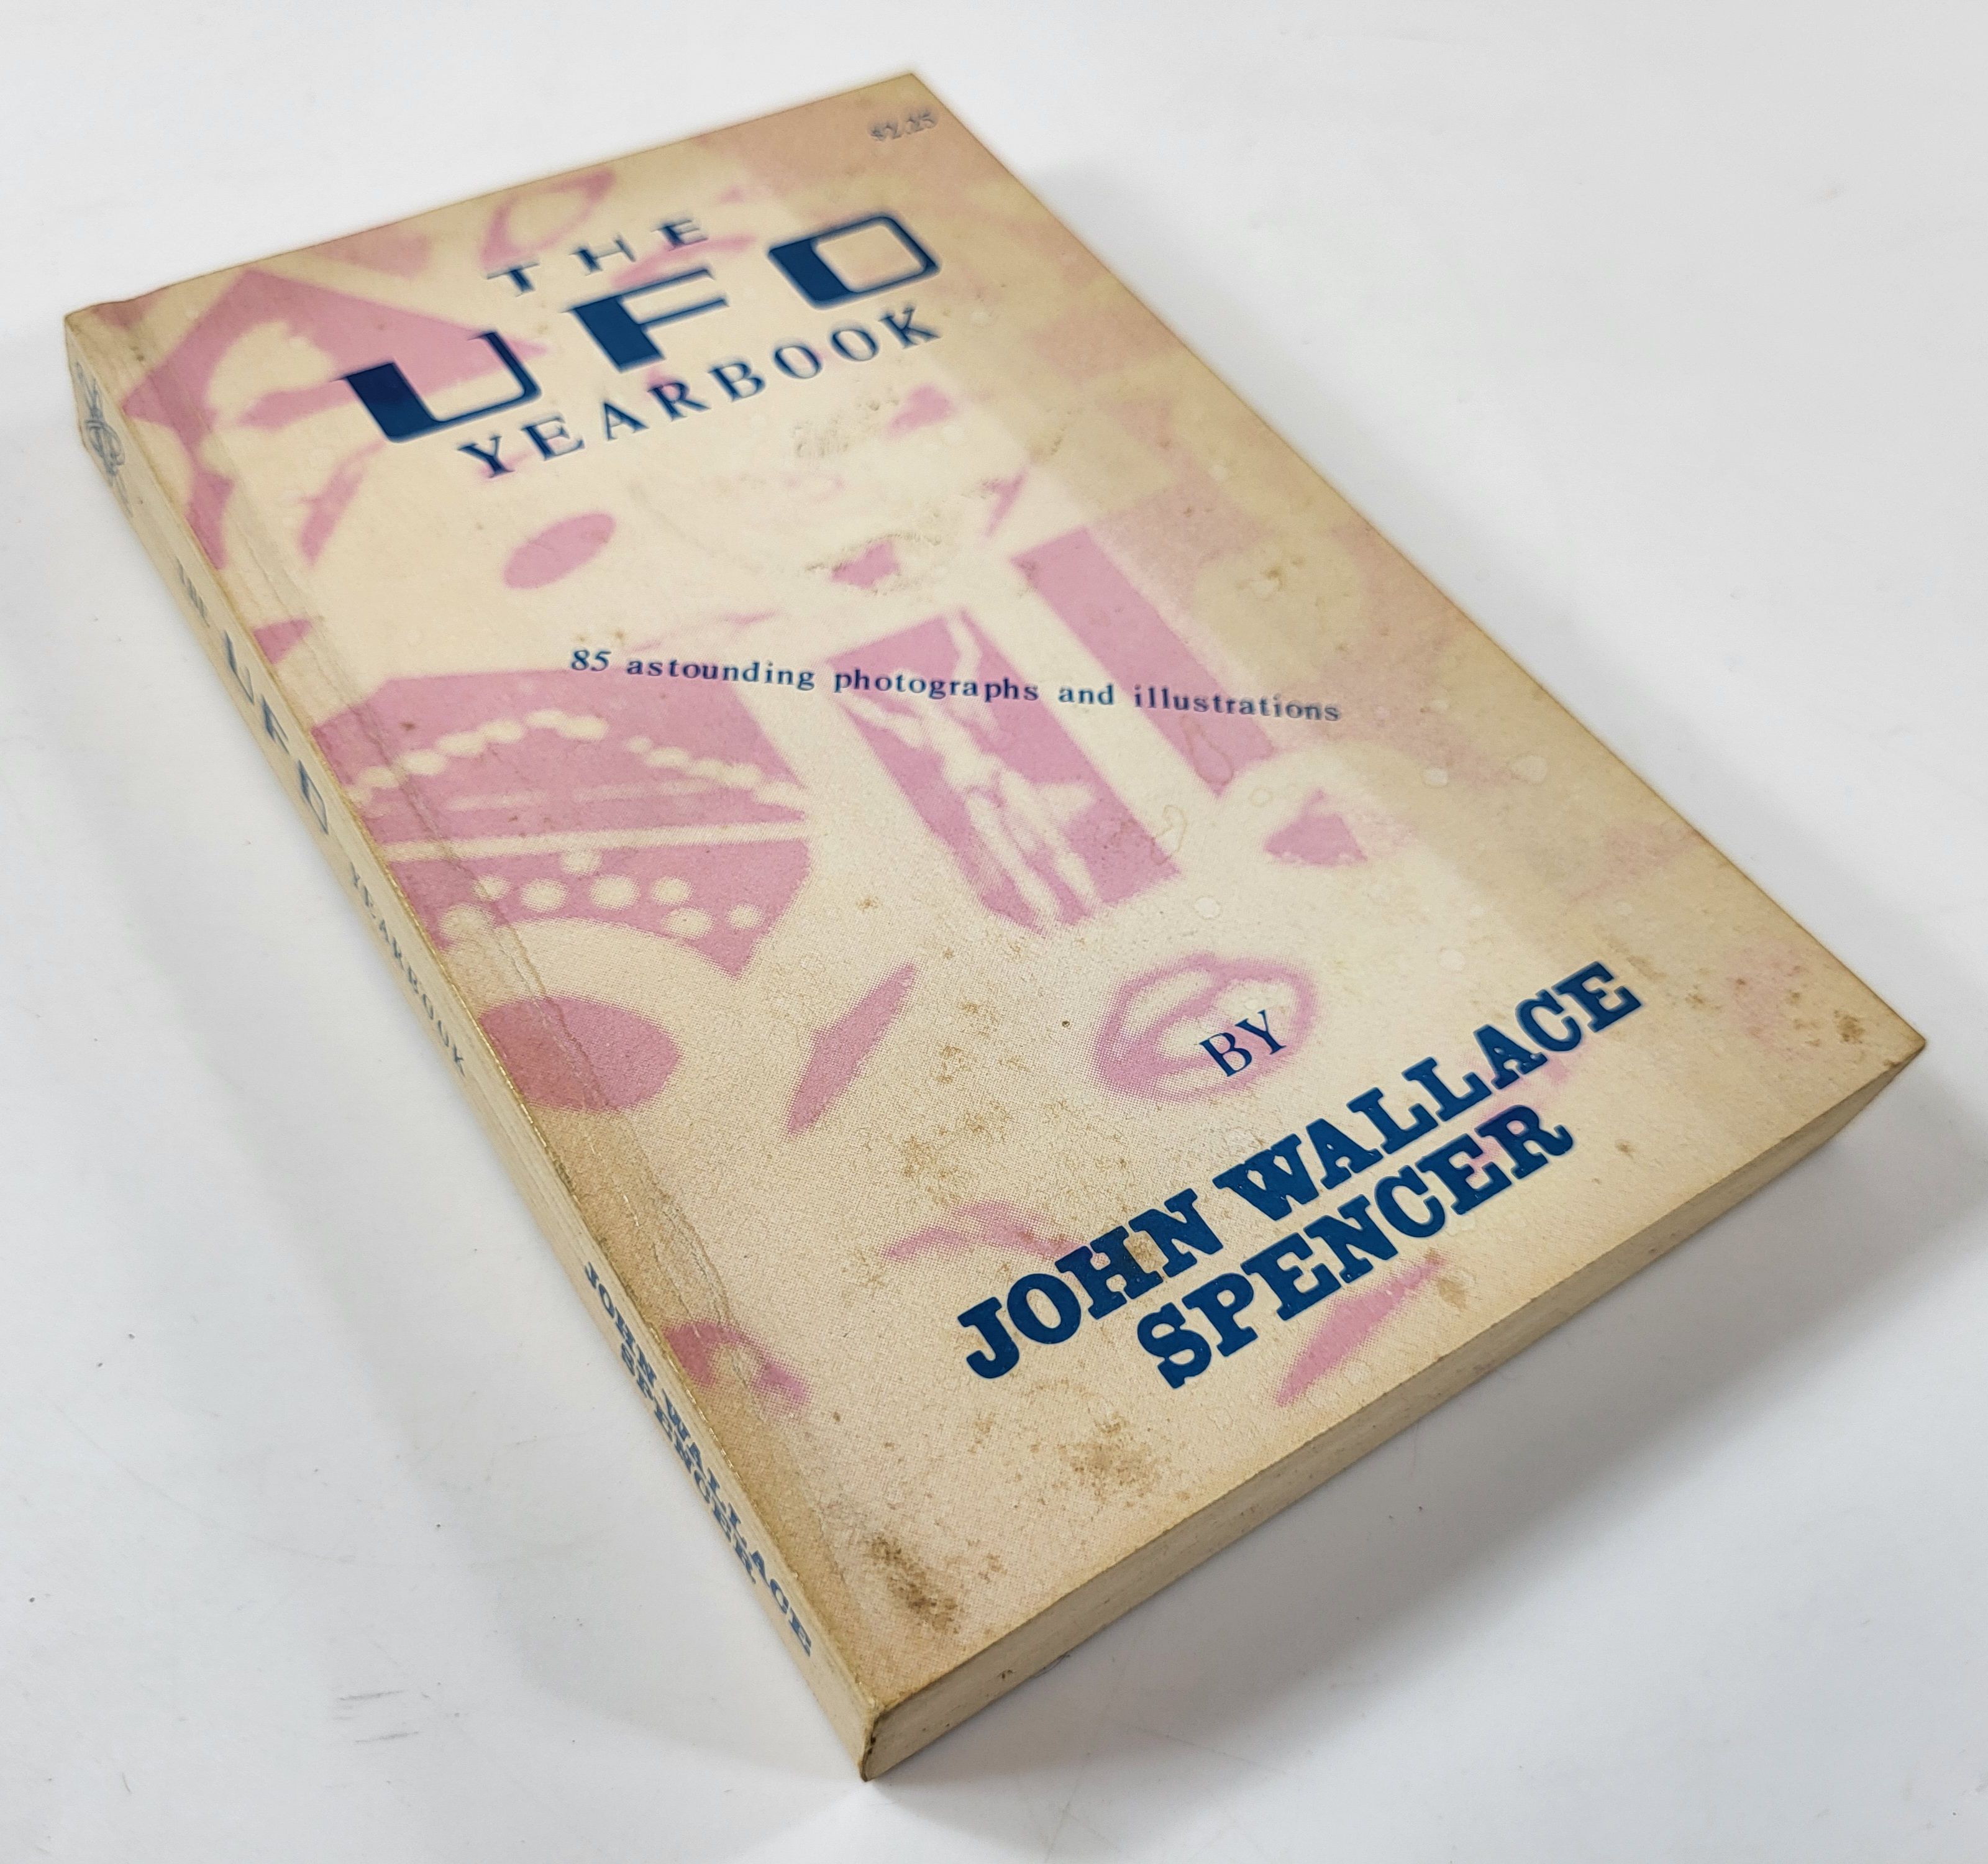 $2.25
THE
UFO
YEARBOOK
85 astounding photographs and illustrations
BY
JOHN WALLACE
SPENCER
THE UFO YEARBOOK
JOHN WALLACE
SPENCER